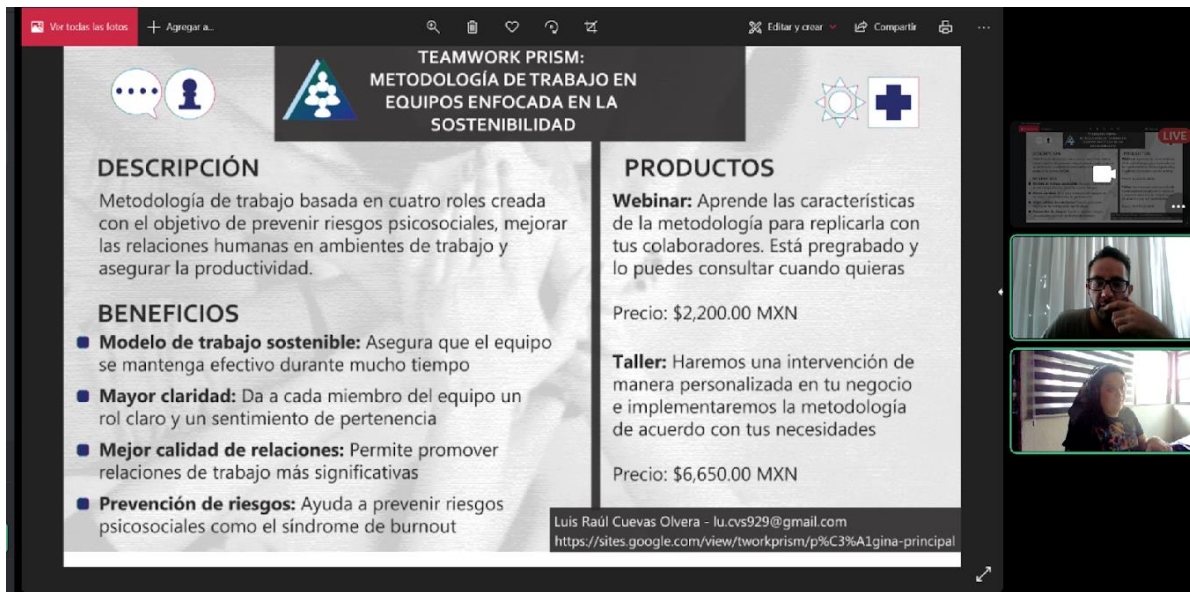 Ver todas las fotos
Agregar a...
Editar y crear
Compartir
TEAMWORK PRISM:
METODOLOGÍA DE TRABAJO EN
EQUIPOS ENFOCADA EN LA
SOSTENIBILIDAD
DESCRIPCIÓN
Metodología de trabajo basada en cuatro roles creada
con el objetivo de prevenir riesgos psicosociales, mejorar
las relaciones humanas en ambientes de trabajo y
asegurar la productividad.
BENEFICIOS
Modelo de trabajo sostenible: Asegura que el equipo
se mantenga efectivo durante mucho tiempo
Mayor claridad: Da a cada miembro del equipo un
rol claro y un sentimiento de pertenencia
Mejor calidad de relaciones: Permite promover
relaciones de trabajo más significativas
Prevención de riesgos: Ayuda a prevenir riesgos
psicosociales como el síndrome de burnout
PRODUCTOS
Webinar: Aprende las características
de la metodología para replicarla con
tus colaboradores. Está pregrabado y
lo puedes consultar cuando quieras
Precio: $2,200.00 MXN
Taller: Haremos una intervención de
manera personalizada en tu negocio
e implementaremos la metodología
de acuerdo con tus necesidades
Precio: $6,650.00 MXN
Luis Raúl Cuevas Olvera - lu.cvs929@gmail.com
https://sites.google.com/view/tworkprism/p%C3%A1gina-principal
LIVE